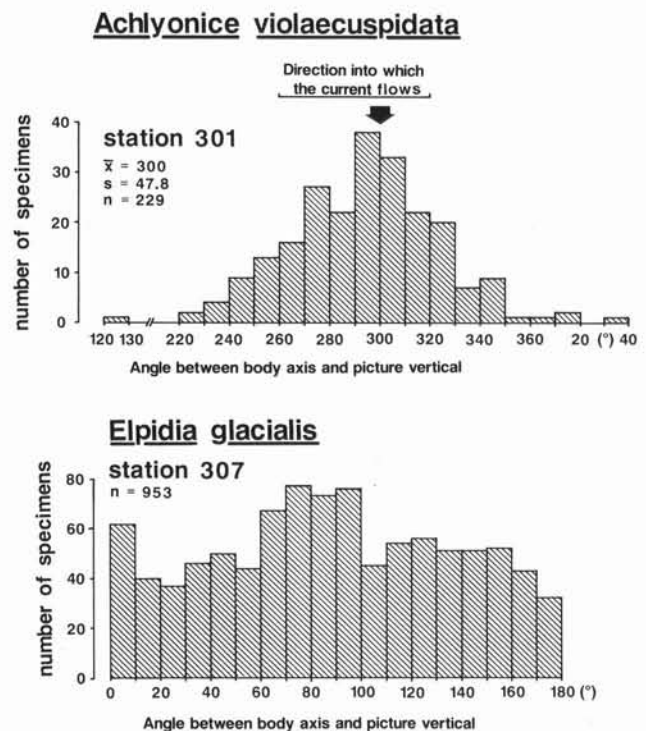 Achlyonice violaecuspidata
Direction into which
the current flows
station 301
x̄ = 300
s = 47.8
n = 229
number of specimens
40
30
20
10
0
120 130 220 240 260 280 300 320 340 360 20 (°) 40
Angle between body axis and picture vertical
Elpidia glacialis
station 307
n = 953
number of specimens
80
60
40
20
0
0 20 40 60 80 100 120 140 160 180 (°)
Angle between body axis and picture vertical